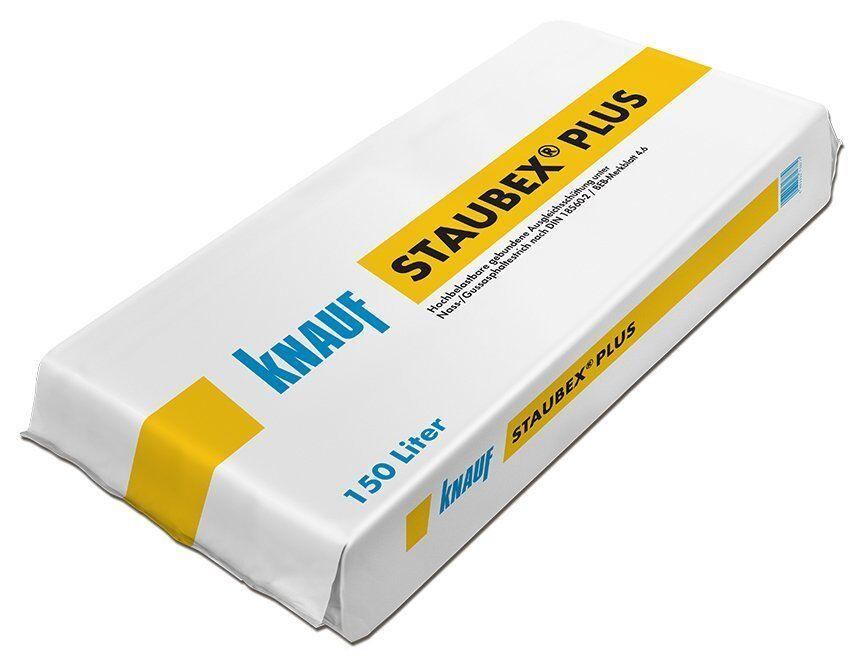 STAUBEX® PLUS
Hochbelastbare gebundene Ausgleichsschüttung unter
Nass-/Gussasphaltestrich nach DIN 18560-2 / BEB-Merkblatt 4.6
KNAUF
150 Liter
KNAUF
STAUBEX® PLUS